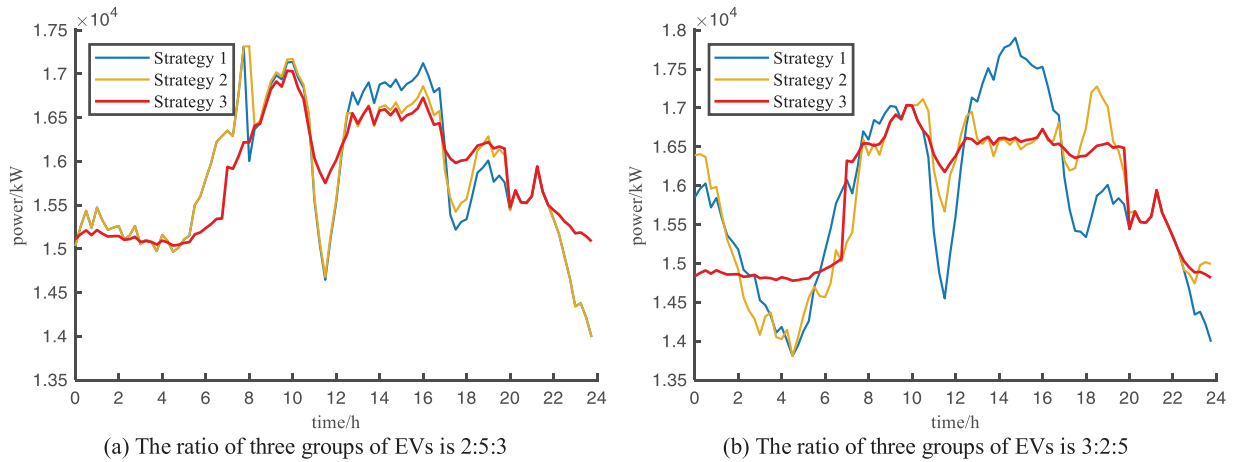 ×10⁴
1.75
1.7
1.65
1.6
1.55
1.5
1.45
1.4
1.35
power/kW
Strategy 1
Strategy 2
Strategy 3
0 2 4 6 8 10 12 14 16 18 20 22 24
time/h
(a) The ratio of three groups of EVs is 2:5:3
×10⁴
1.8
1.75
1.7
1.65
1.6
1.55
1.5
1.45
1.4
1.35
power/kW
Strategy 1
Strategy 2
Strategy 3
0 2 4 6 8 10 12 14 16 18 20 22 24
time/h
(b) The ratio of three groups of EVs is 3:2:5